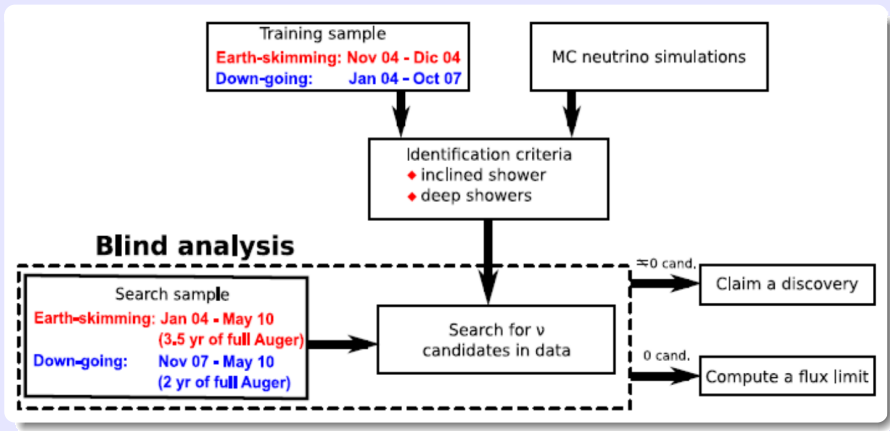 Training sample
Earth-skimming: Nov 04 - Dic 04
Down-going: Jan 04 - Oct 07
MC neutrino simulations
Identification criteria
◆ inclined shower
◆ deep showers
Blind analysis
Search sample
Earth-skimming: Jan 04 - May 10
(3.5 yr of full Auger)
Down-going: Nov 07 - May 10
(2 yr of full Auger)
Search for ν
candidates in data
≂0 cand.
Claim a discovery
0 cand.
Compute a flux limit